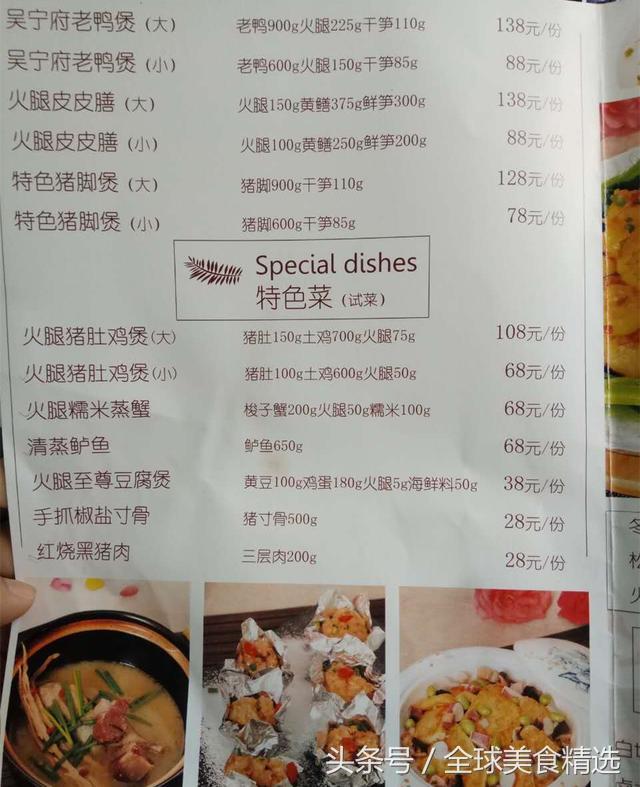 吴宁府老鸭煲（大） 老鸭900g火腿225g干笋110g 138元/份
吴宁府老鸭煲（小） 老鸭600g火腿150g干笋85g 88元/份
火腿皮皮膳（大） 火腿150g黄鳝375g鲜笋300g 138元/份
火腿皮皮膳（小） 火腿100g黄鳝250g鲜笋200g 88元/份
特色猪脚煲（大） 猪脚900g干笋110g 128元/份
特色猪脚煲（小） 猪脚600g干笋85g 78元/份
Special dishes
特色菜（试菜）
火腿猪肚鸡煲(大) 猪肚150g土鸡700g火腿75g 108元/份
火腿猪肚鸡煲(小) 猪肚100g土鸡600g火腿50g 68元/份
火腿糯米蒸蟹 梭子蟹200g火腿50g糯米100g 68元/份
清蒸鲈鱼 鲈鱼650g 68元/份
火腿至尊豆腐煲 黄豆100g鸡蛋180g火腿5g海鲜料50g 38元/份
手抓椒盐寸骨 猪寸骨500g 28元/份
红烧黑猪肉 三层肉200g 28元/份
头条号 / 全球美食精选